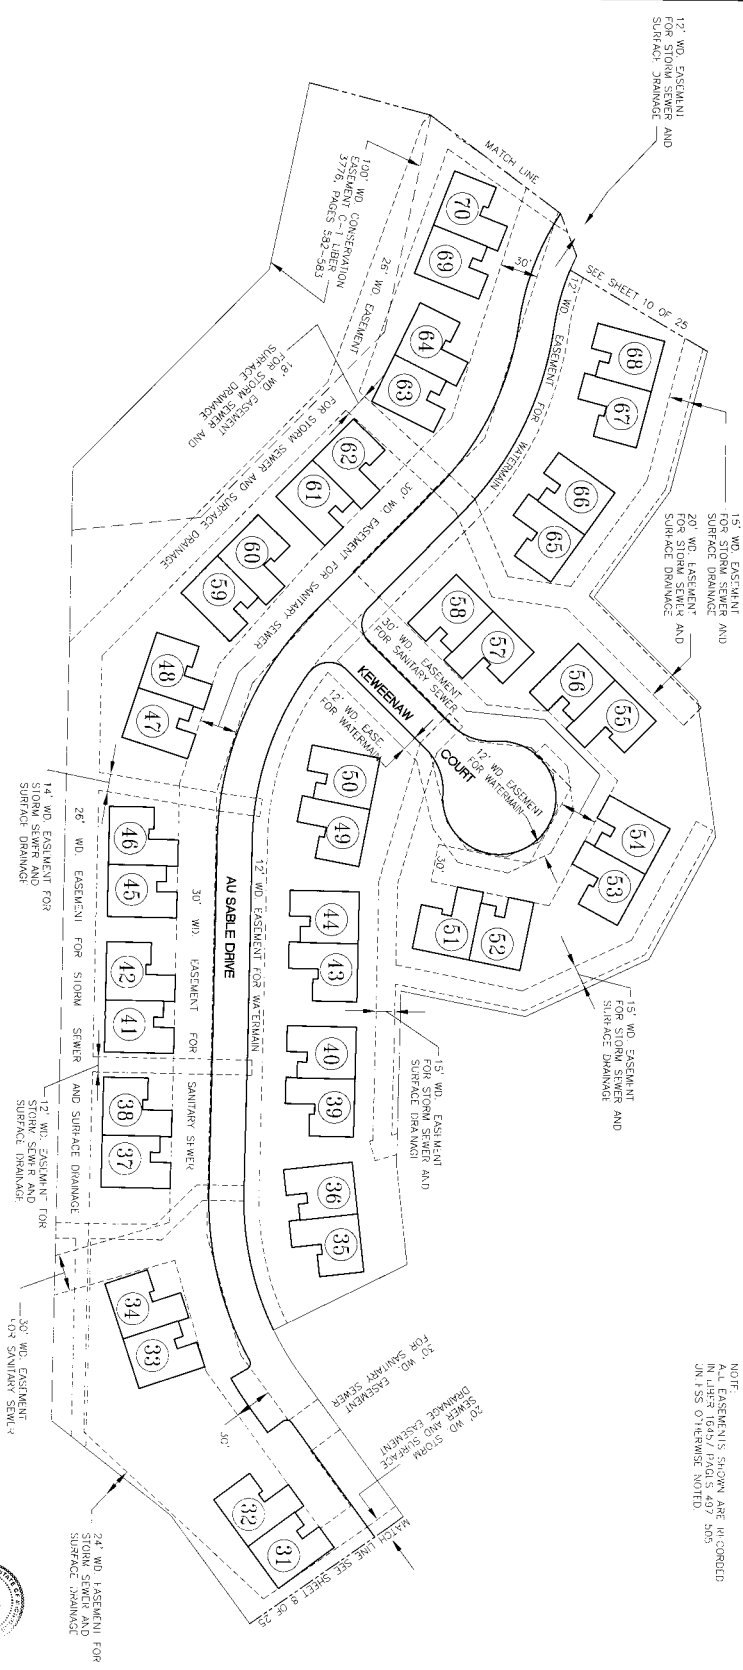 12' WD. EASEMENT
FOR STORM SEWER AND
SURFACE DRAINAGE
MATCH LINE
SEE SHEET 10 OF 25
100' WD. CONSERVATION
EASEMENT C-1 LIBER
3776, PAGES 582-583
26' WD. EASEMENT
FOR STORM SEWER AND SURFACE DRAINAGE
18' WD EASEMENT
FOR STORM SEWER AND
SURFACE DRAINAGE
30'
12' WD EASEMENT FOR WATERMAIN
15' WD. EASEMENT
FOR STORM SEWER AND
SURFACE DRAINAGE
20' WD. EASEMENT
FOR STORM SEWER AND
SURFACE DRAINAGE
70
69
64
63
68
67
66
65
62
61
60
59
58
57
56
55
30' WD. EASEMENT FOR SANITARY SEWER
30' WD. EASEMENT
FOR SANITARY SEWER
KEWEENAW
COURT
12' WD. EASE.
FOR WATERMAIN
12' WD. EASEMENT
FOR WATERMAIN
48
47
50
49
54
53
52
51
30'
14' WD. EASEMENT FOR
STORM SEWER AND
SURFACE DRAINAGE
46
45
44
43
42
41
40
39
38
37
36
35
26' WD. EASEMENT FOR STORM SEWER AND SURFACE DRAINAGE
30' WD. EASEMENT FOR SANITARY SEWER
AU SABLE DRIVE
12' WD. EASEMENT FOR WATERMAIN
15' WD. EASEMENT
FOR STORM SEWER AND
SURFACE DRAINAGE
15' WD. EASEMENT
FOR STORM SEWER AND
SURFACE DRAINAGE
12' WD. EASEMENT FOR
STORM SEWER AND
SURFACE DRAINAGE
34
33
30' WD. EASEMENT
FOR SANITARY SEWER
30' WD. EASEMENT
FOR SANITARY SEWER
20' WD STORM
SEWER AND SURFACE
DRAINAGE EASEMENT
30'
32
31
MATCH LINE SEE SHEET 8 OF 25
24' WD. EASEMENT FOR
STORM SEWER AND
SURFACE DRAINAGE
NOTE:
ALL EASEMENTS SHOWN ARE RECORDED
IN LIBER 16457 PAGES 497-505
UNLESS OTHERWISE NOTED
STATE OF